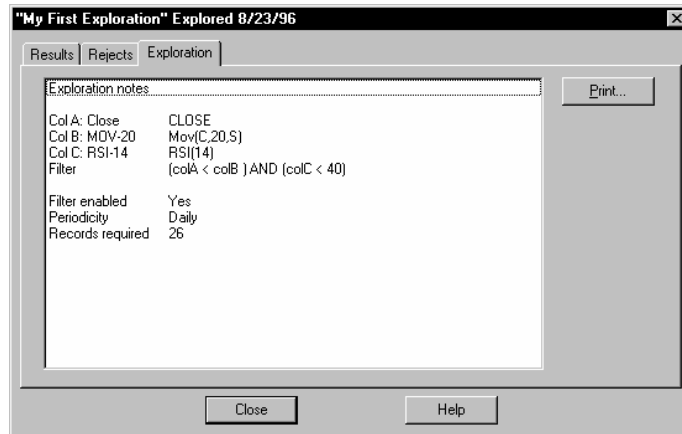 "My First Exploration" Explored 8/23/96
Results Rejects Exploration
Exploration notes
Print...
Col A: Close CLOSE
Col B: MOV-20 Mov(C,20,S)
Col C: RSI-14 RSI(14)
Filter (colA < colB ) AND (colC < 40)
Filter enabled Yes
Periodicity Daily
Records required 26
Close Help